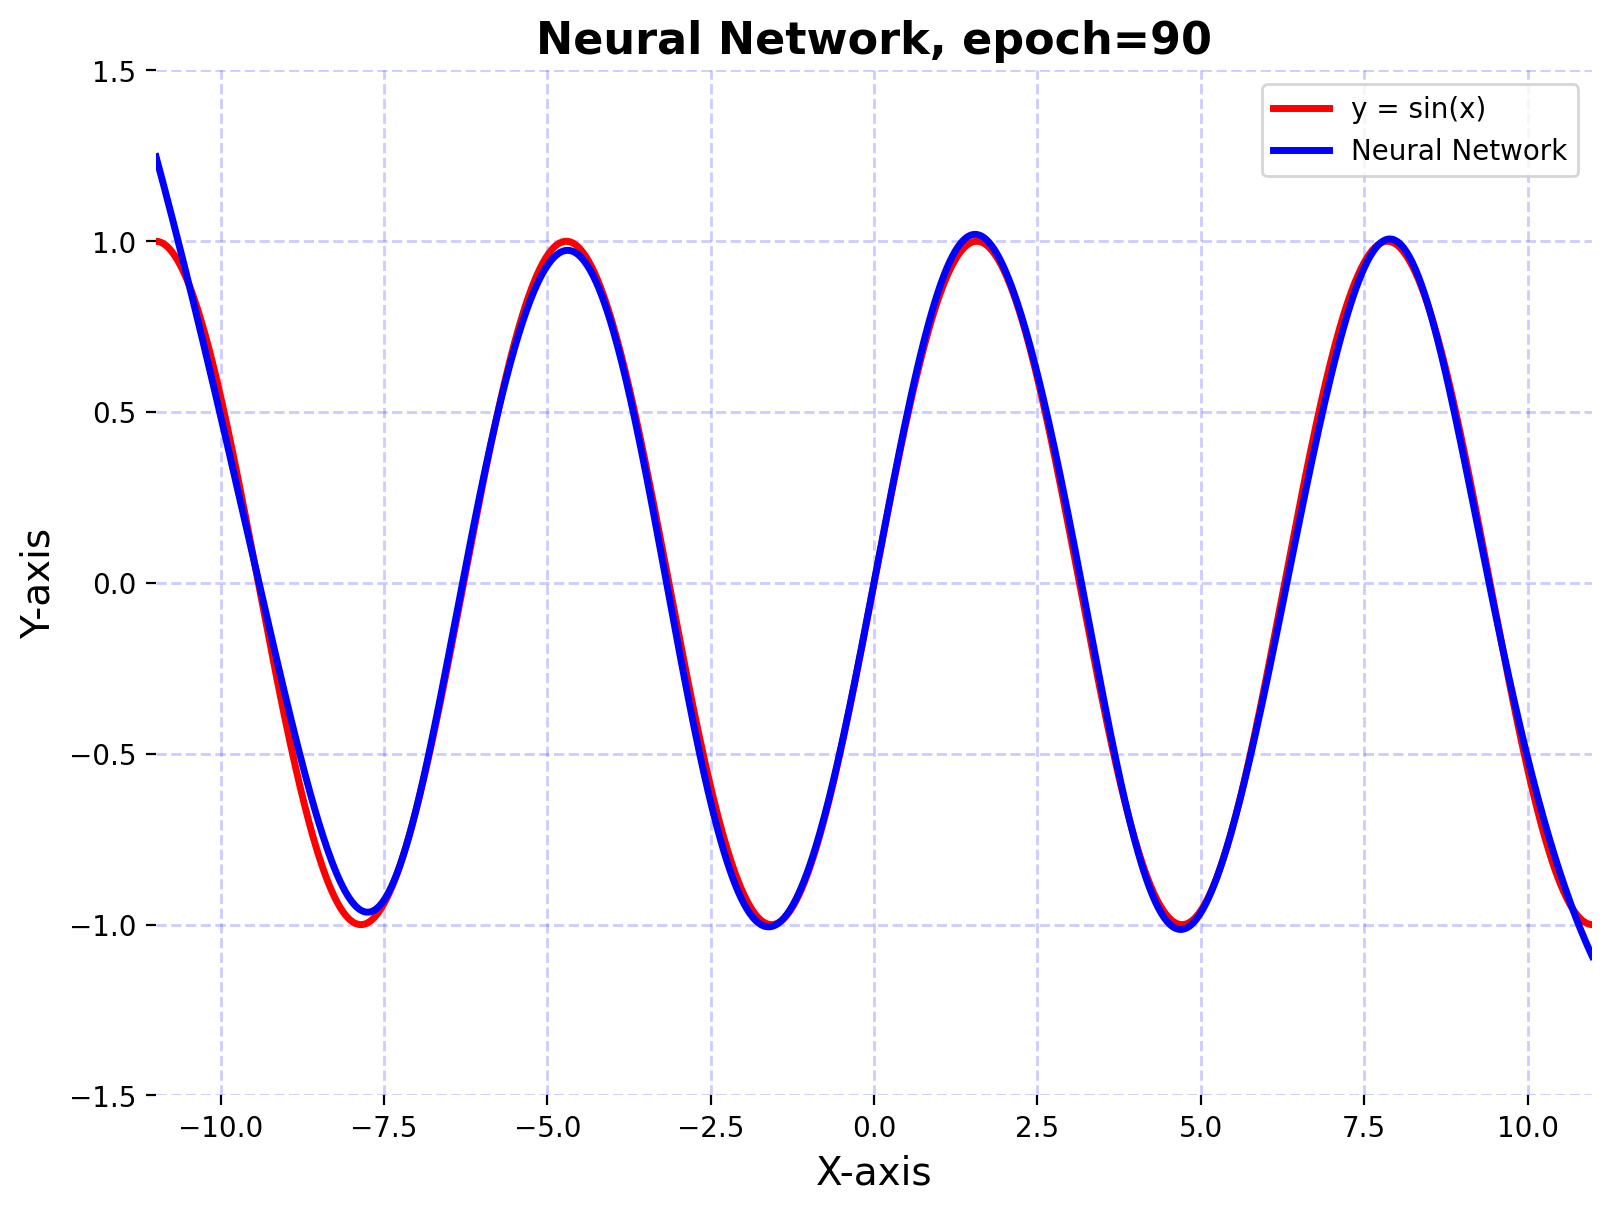 Neural Network, epoch=90
y = sin(x)
Neural Network
Y-axis
1.5
1.0
0.5
0.0
−0.5
−1.0
−1.5
−10.0 −7.5 −5.0 −2.5 0.0 2.5 5.0 7.5 10.0
X-axis